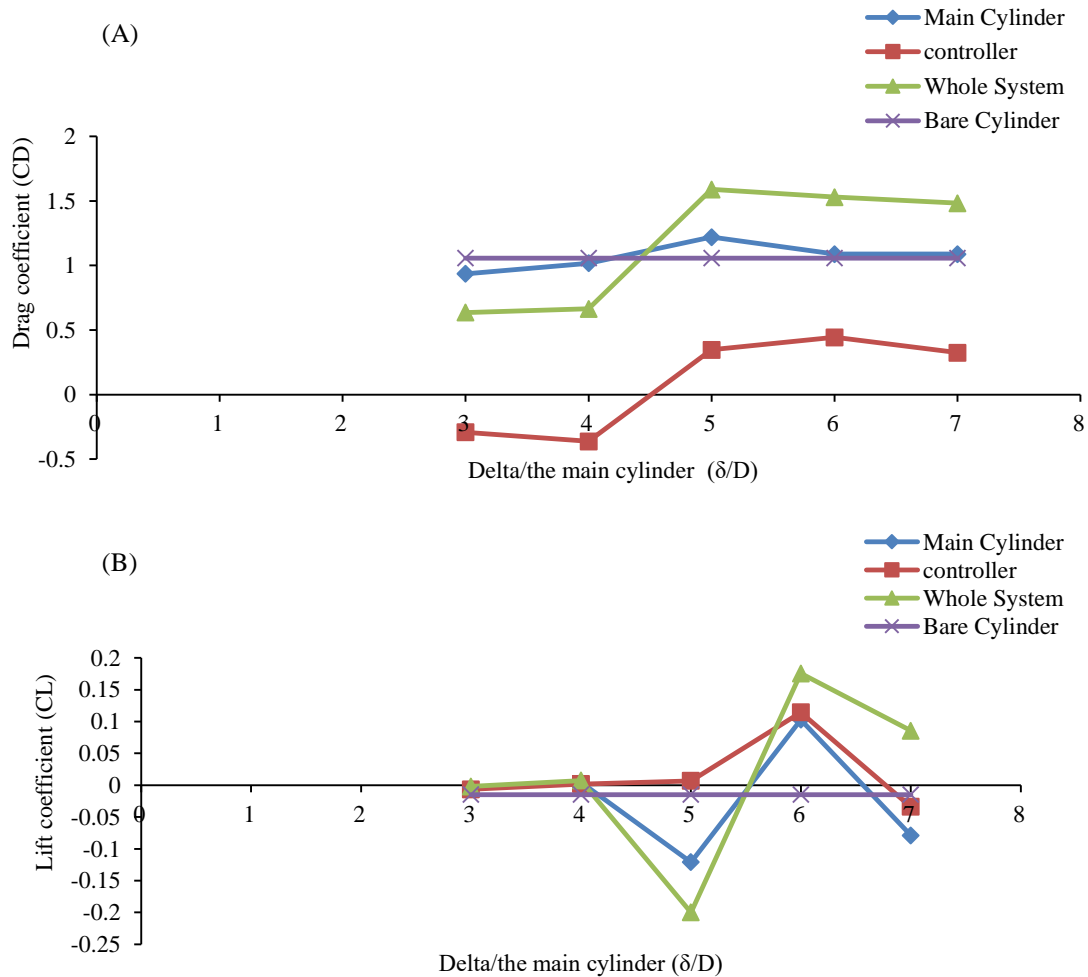 (A)
Main Cylinder
controller
Whole System
Bare Cylinder
2
1.5
1
0.5
0
-0.5
0 1 2 3 4 5 6 7 8
Drag coefficient (CD)
Delta/the main cylinder (δ/D)
(B)
Main Cylinder
controller
Whole System
Bare Cylinder
0.2
0.15
0.1
0.05
0
-0.05
-0.1
-0.15
-0.2
-0.25
0 1 2 3 4 5 6 7 8
Lift coefficient (CL)
Delta/the main cylinder (δ/D)